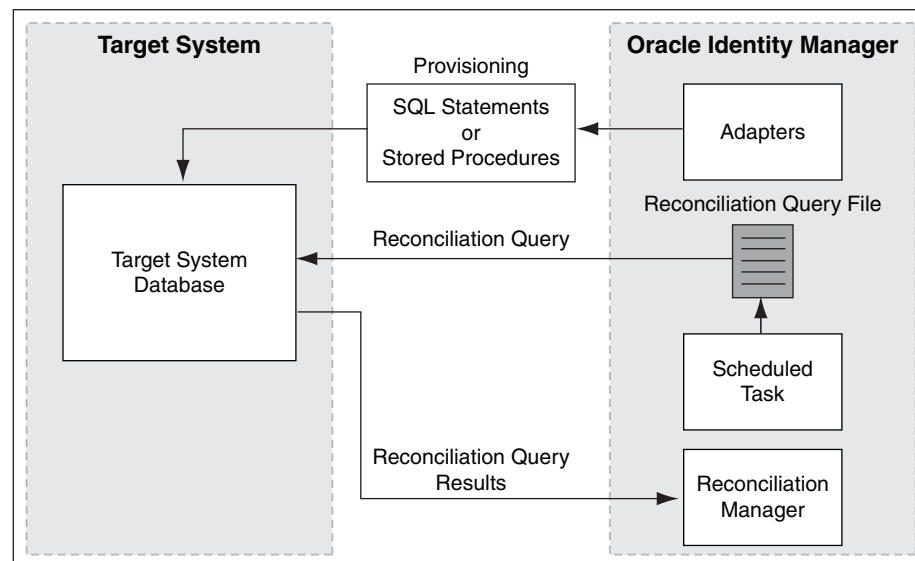 Target System
Oracle Identity Manager
Provisioning
SQL Statements
or
Stored Procedures
Adapters
Reconciliation Query File
Reconciliation Query
Target System
Database
Scheduled
Task
Reconciliation Query
Results
Reconciliation
Manager